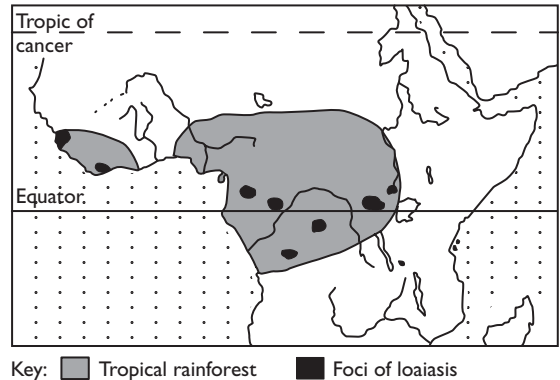 Tropic of
cancer
Equator.
Key: Tropical rainforest Foci of loaiasis